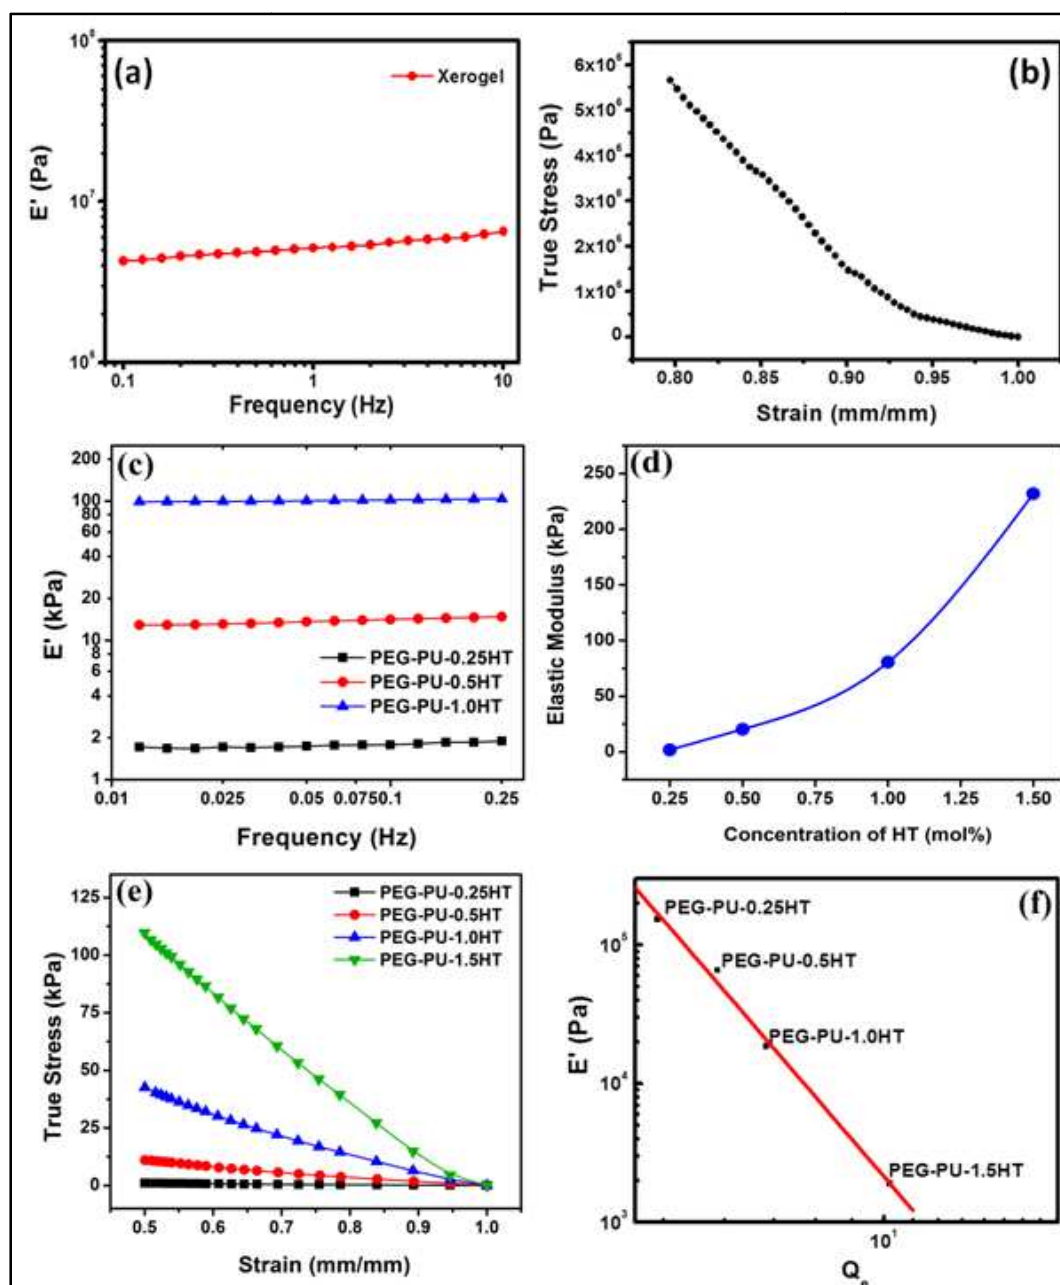 (a)
Xerogel
10⁸
10⁷
10⁶
E' (Pa)
0.1 1 10
Frequency (Hz)
(b)
6x10⁶
5x10⁶
4x10⁶
3x10⁶
2x10⁶
1x10⁶
0
True Stress (Pa)
0.80 0.85 0.90 0.95 1.00
Strain (mm/mm)
(c)
200
100
80
60
40
20
10
8
6
4
2
1
E' (kPa)
PEG-PU-0.25HT
PEG-PU-0.5HT
PEG-PU-1.0HT
0.01 0.025 0.05 0.075 0.1 0.25
Frequency (Hz)
(d)
250
200
150
100
50
0
Elastic Modulus (kPa)
0.25 0.50 0.75 1.00 1.25 1.50
Concentration of HT (mol%)
(e)
PEG-PU-0.25HT
PEG-PU-0.5HT
PEG-PU-1.0HT
PEG-PU-1.5HT
125
100
75
50
25
0
True Stress (kPa)
0.5 0.6 0.7 0.8 0.9 1.0
Strain (mm/mm)
(f)
PEG-PU-0.25HT
PEG-PU-0.5HT
PEG-PU-1.0HT
PEG-PU-1.5HT
10⁵
10⁴
10³
E' (Pa)
10¹